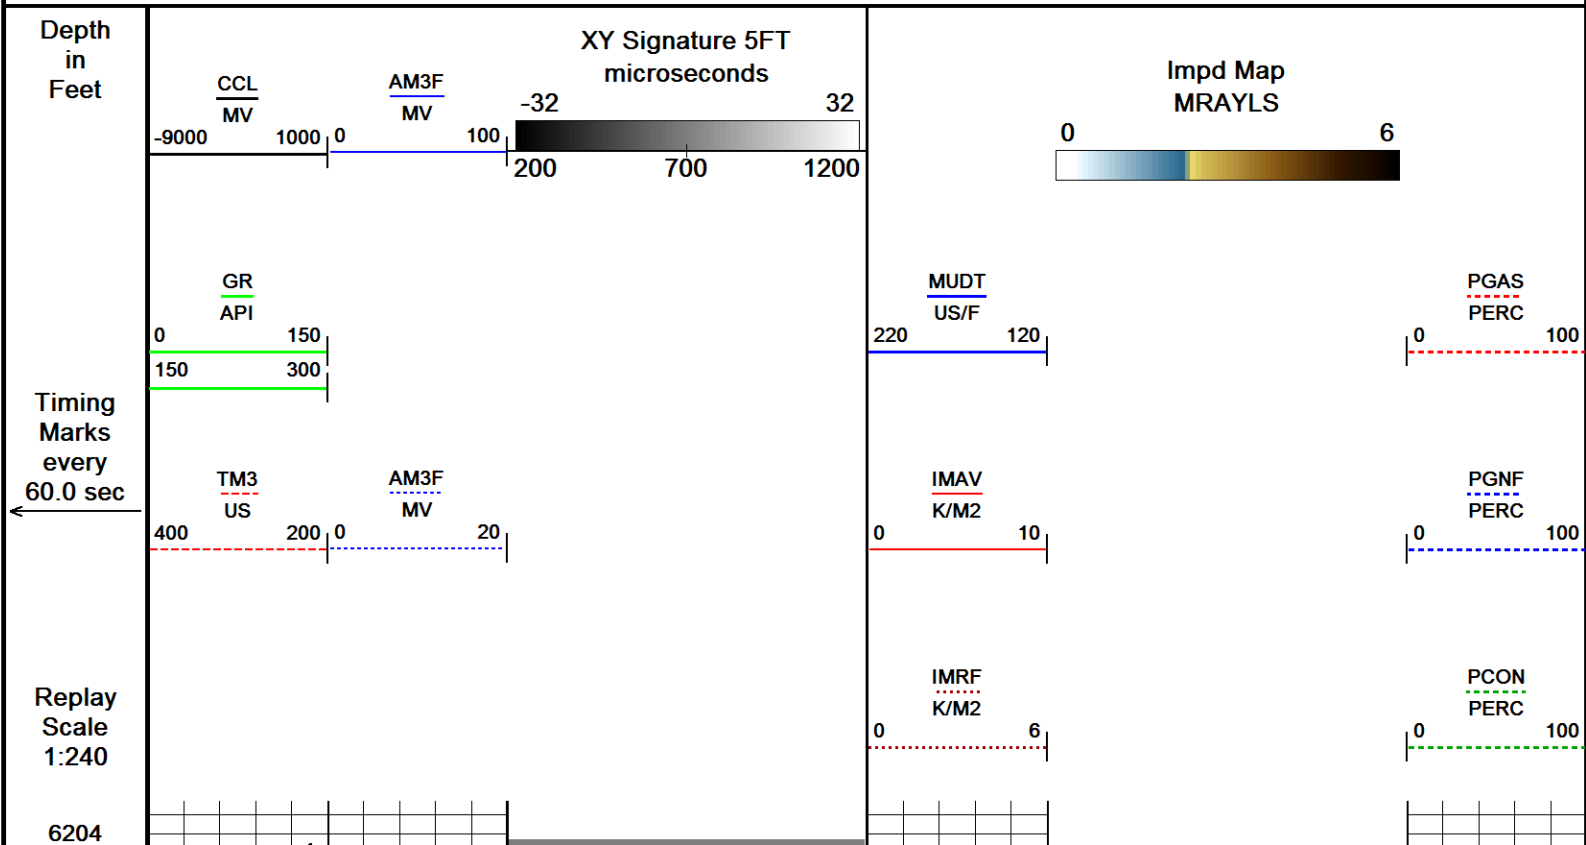 Depth
in
Feet
CCL
MV
-9000 1000
AM3F
MV
0 100
XY Signature 5FT
microseconds
-32 32
200 700 1200
Impd Map
MRAYLS
0 6
GR
API
0 150
150 300
MUDT
US/F
220 120
PGAS
PERC
0 100
Timing
Marks
every
60.0 sec
TM3
US
400 200
AM3F
MV
0 20
IMAV
K/M2
0 10
PGNF
PERC
0 100
Replay
Scale
1:240
IMRF
K/M2
0 6
PCON
PERC
0 100
6204